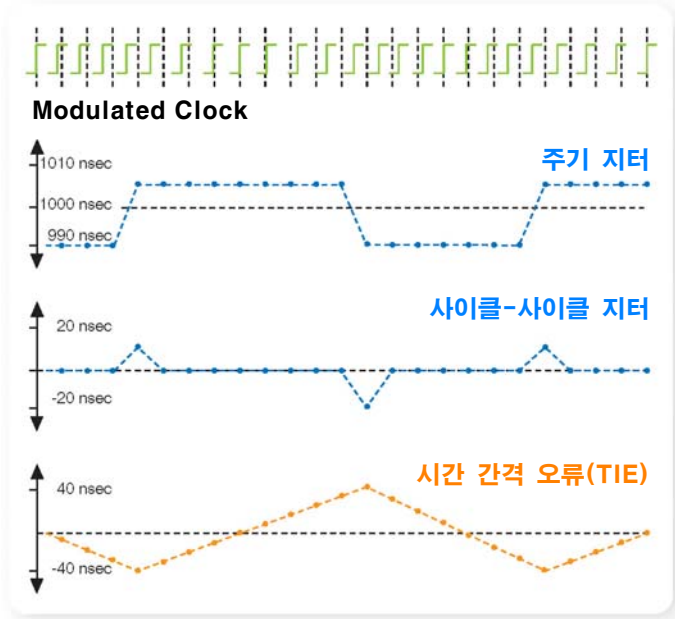 Modulated Clock
주기 지터
1010 nsec
1000 nsec
990 nsec
사이클-사이클 지터
20 nsec
-20 nsec
시간 간격 오류(TIE)
40 nsec
-40 nsec